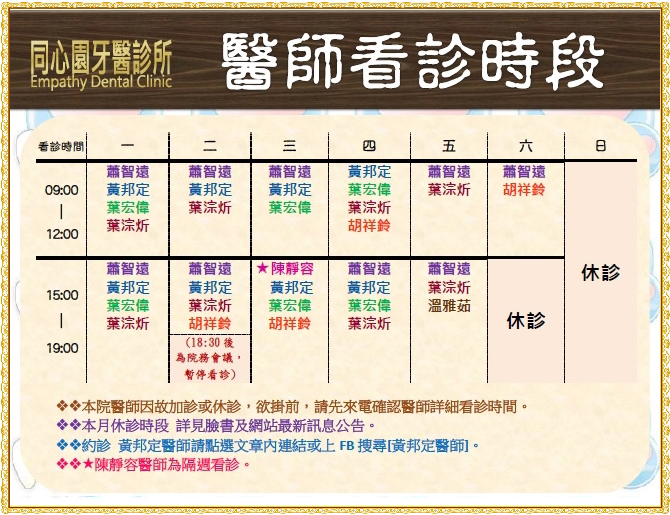 同心園牙醫診所
Empathy Dental Clinic
醫師看診時段
看診時間 一 二 三 四 五 六 日
09:00
|
12:00
蕭智遠
黃邦定
葉宏偉
葉淙炘
蕭智遠
黃邦定
葉淙炘
蕭智遠
黃邦定
葉宏偉
黃邦定
葉宏偉
葉淙炘
胡祥鈴
蕭智遠
葉淙炘
蕭智遠
胡祥鈴
休診
15:00
|
19:00
蕭智遠
黃邦定
葉宏偉
葉淙炘
蕭智遠
黃邦定
葉淙炘
胡祥鈴
(18:30後
為院務會議，
暫停看診)
★陳靜容
黃邦定
葉宏偉
胡祥鈴
蕭智遠
黃邦定
葉宏偉
葉淙炘
蕭智遠
葉淙炘
溫雅茹
休診
❖❖本院醫師因故加診或休診，欲掛前，請先來電確認醫師詳細看診時間。
❖❖本月休診時段 詳見臉書及網站最新訊息公告。
❖❖約診 黃邦定醫師請點選文章內連結或上 FB 搜尋[黃邦定醫師]。
❖❖★陳靜容醫師為隔週看診。